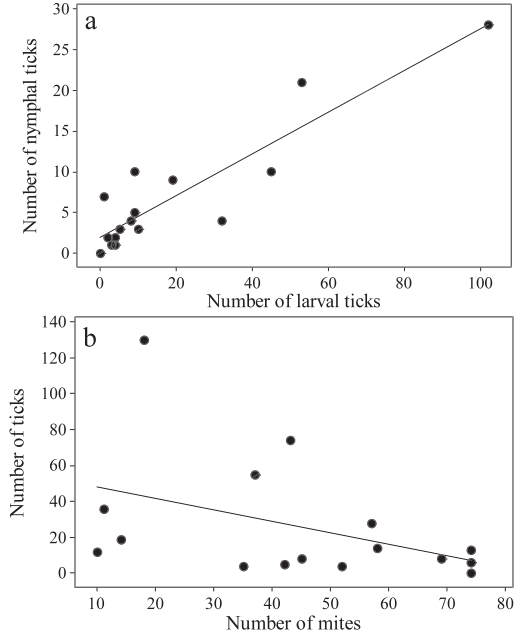 a
30
25
20
15
10
5
0
Number of nymphal ticks
0 20 40 60 80 100
Number of larval ticks
b
140
120
100
80
60
40
20
0
Number of ticks
10 20 30 40 50 60 70 80
Number of mites